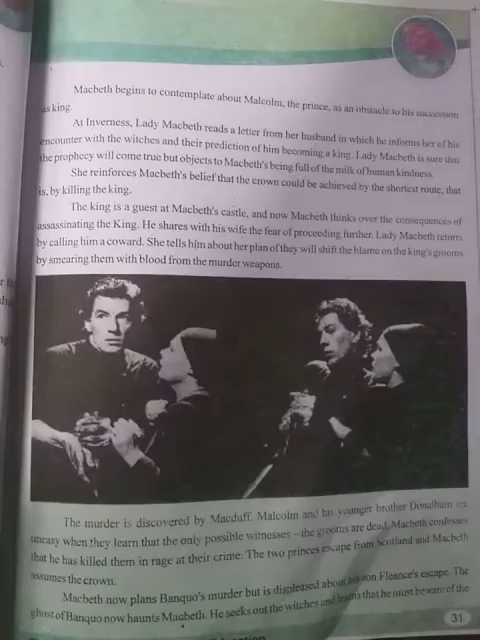 Macbeth begins to contemplate about Malcolm, the prince, as an obstacle to his succession
as king.
At Inverness, Lady Macbeth reads a letter from her husband in which he informs her of his
encounter with the witches and their prediction of him becoming a king. Lady Macbeth is sure that
the prophecy will come true but objects to Macbeth's being full of the milk of human kindness.
She reinforces Macbeth's belief that the crown could be achieved by the shortest route, that
is, by killing the king.
The king is a guest at Macbeth's castle, and now Macbeth thinks over the consequences of
assassinating the King. He shares with his wife the fear of proceeding further. Lady Macbeth retorts
by calling him a coward. She tells him about her plan of they will shift the blame on the king's grooms
by smearing them with blood from the murder weapons.
The murder is discovered by Macduff. Malcolm and his younger brother Donalbain are
uneasy when they learn that the only possible witnesses – the grooms are dead. Macbeth confesses
that he has killed them in rage at their crime. The two princes escape from Scotland and Macbeth
assumes the crown.
Macbeth now plans Banquo's murder but is displeased about his son Fleance's escape. The
ghost of Banquo now haunts Macbeth. He seeks out the witches and learns that he must beware of the
31